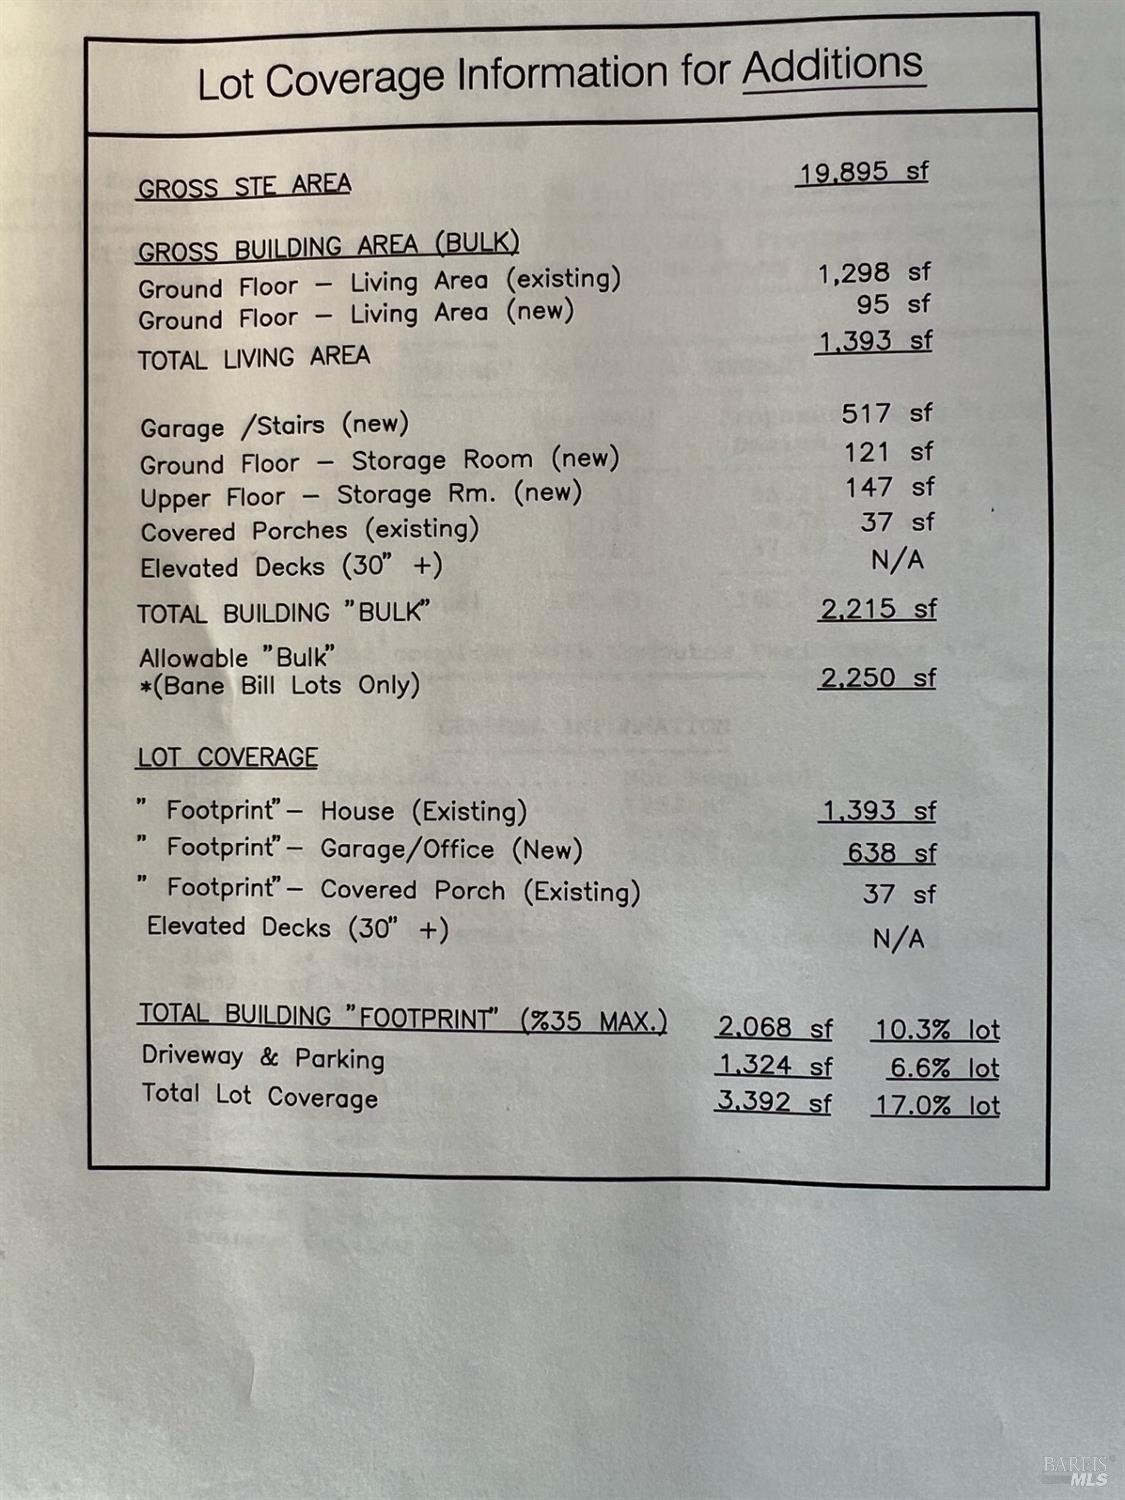 Lot Coverage Information for Additions
GROSS STE AREA 19,895 sf
GROSS BUILDING AREA (BULK)
Ground Floor – Living Area (existing) 1,298 sf
Ground Floor – Living Area (new) 95 sf
TOTAL LIVING AREA 1,393 sf
Garage /Stairs (new) 517 sf
Ground Floor – Storage Room (new) 121 sf
Upper Floor – Storage Rm. (new) 147 sf
Covered Porches (existing) 37 sf
Elevated Decks (30" +) N/A
TOTAL BUILDING "BULK" 2,215 sf
Allowable "Bulk"
*(Bane Bill Lots Only) 2,250 sf
LOT COVERAGE
" Footprint"– House (Existing) 1,393 sf
" Footprint"– Garage/Office (New) 638 sf
" Footprint"– Covered Porch (Existing) 37 sf
Elevated Decks (30" +) N/A
TOTAL BUILDING "FOOTPRINT" (%35 MAX.) 2,068 sf 10.3% lot
Driveway & Parking 1,324 sf 6.6% lot
Total Lot Coverage 3,392 sf 17.0% lot
BAREIS
MLS